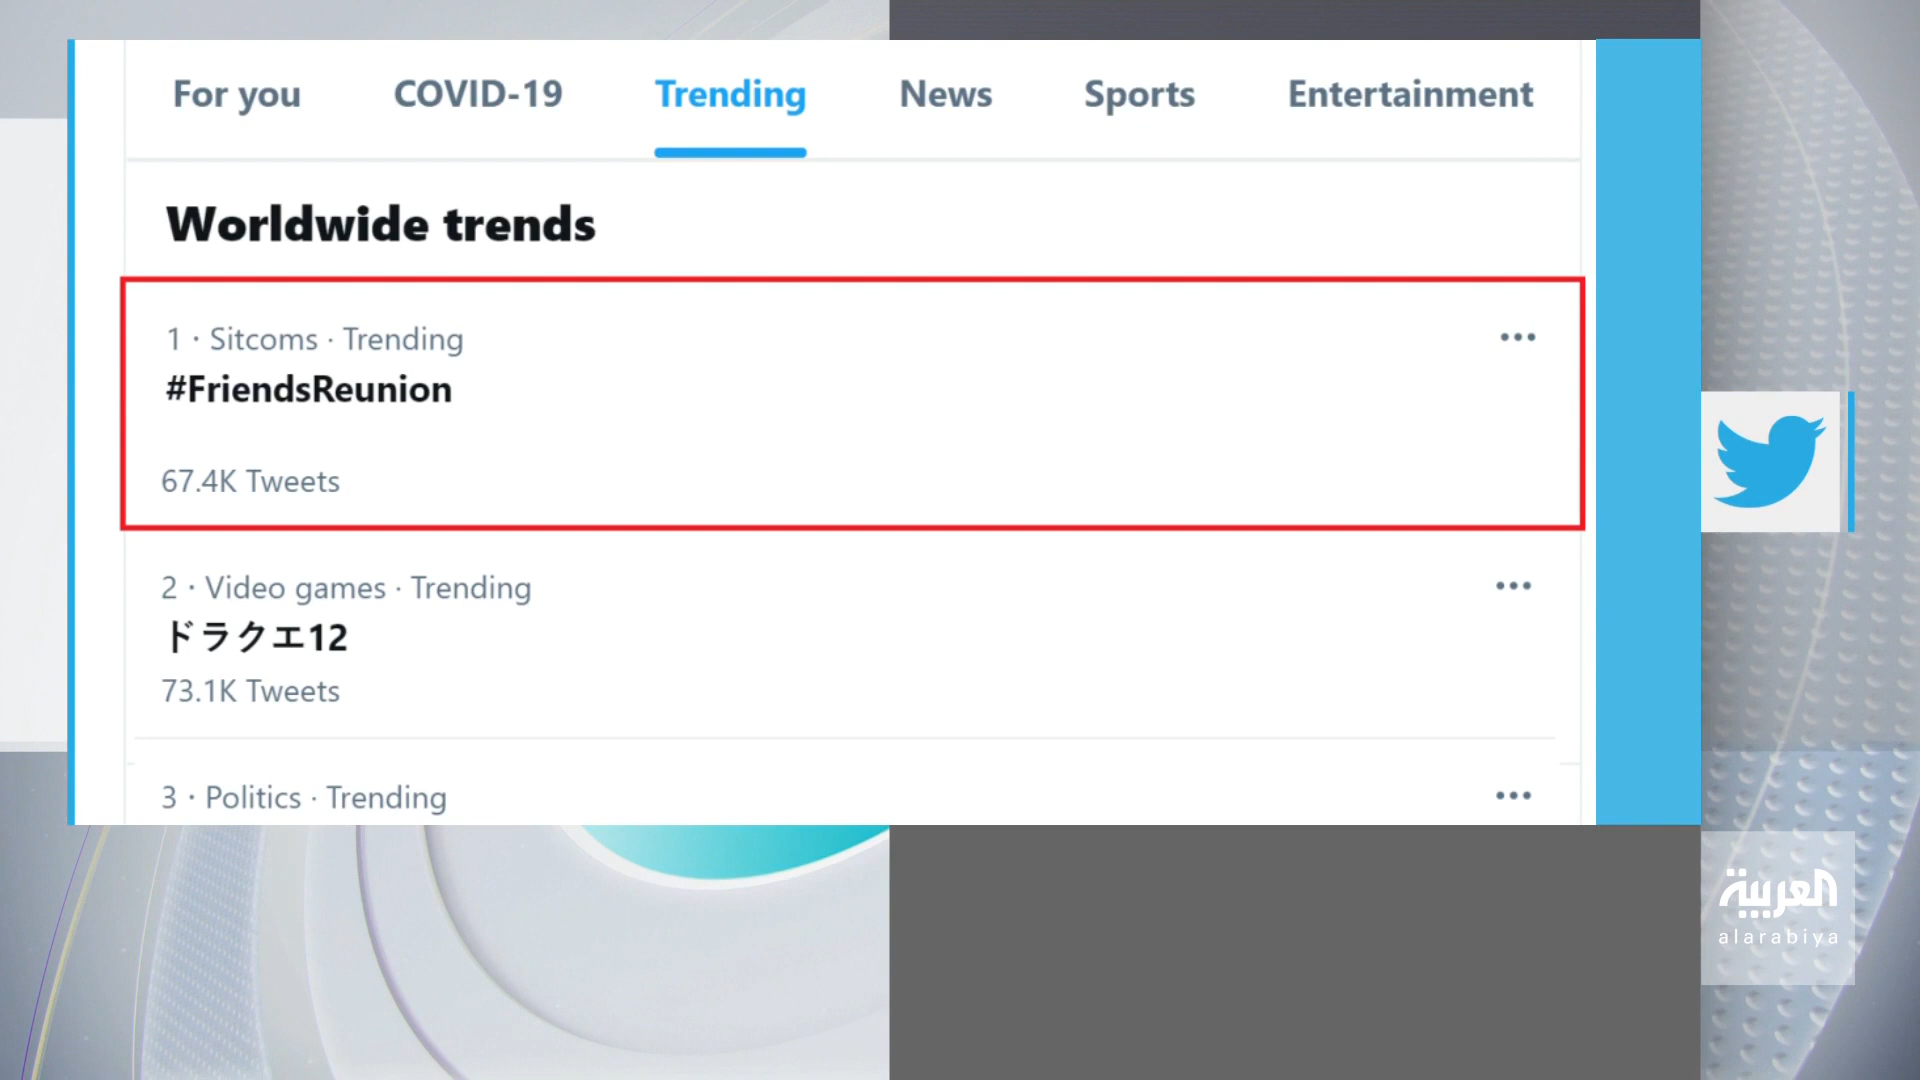 For you COVID-19 Trending News Sports Entertainment
Worldwide trends
1 · Sitcoms · Trending
#FriendsReunion
67.4K Tweets
2 · Video games · Trending
ドラクエ12
73.1K Tweets
3 · Politics · Trending
العربية
alarabiya